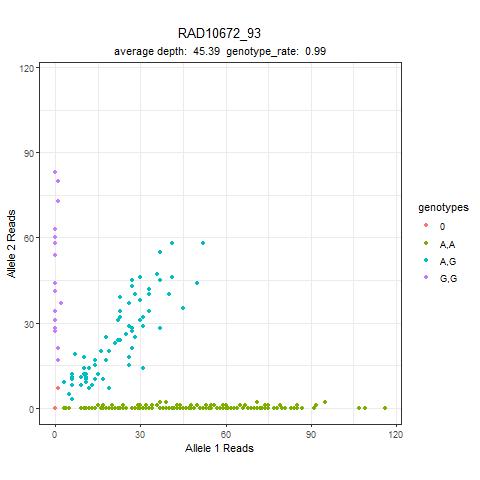 RAD10672_93
average depth:  45.39  genotype_rate:  0.99
120
90
60
30
0
Allele 2 Reads
0
30
60
90
120
Allele 1 Reads
genotypes
0
A,A
A,G
G,G